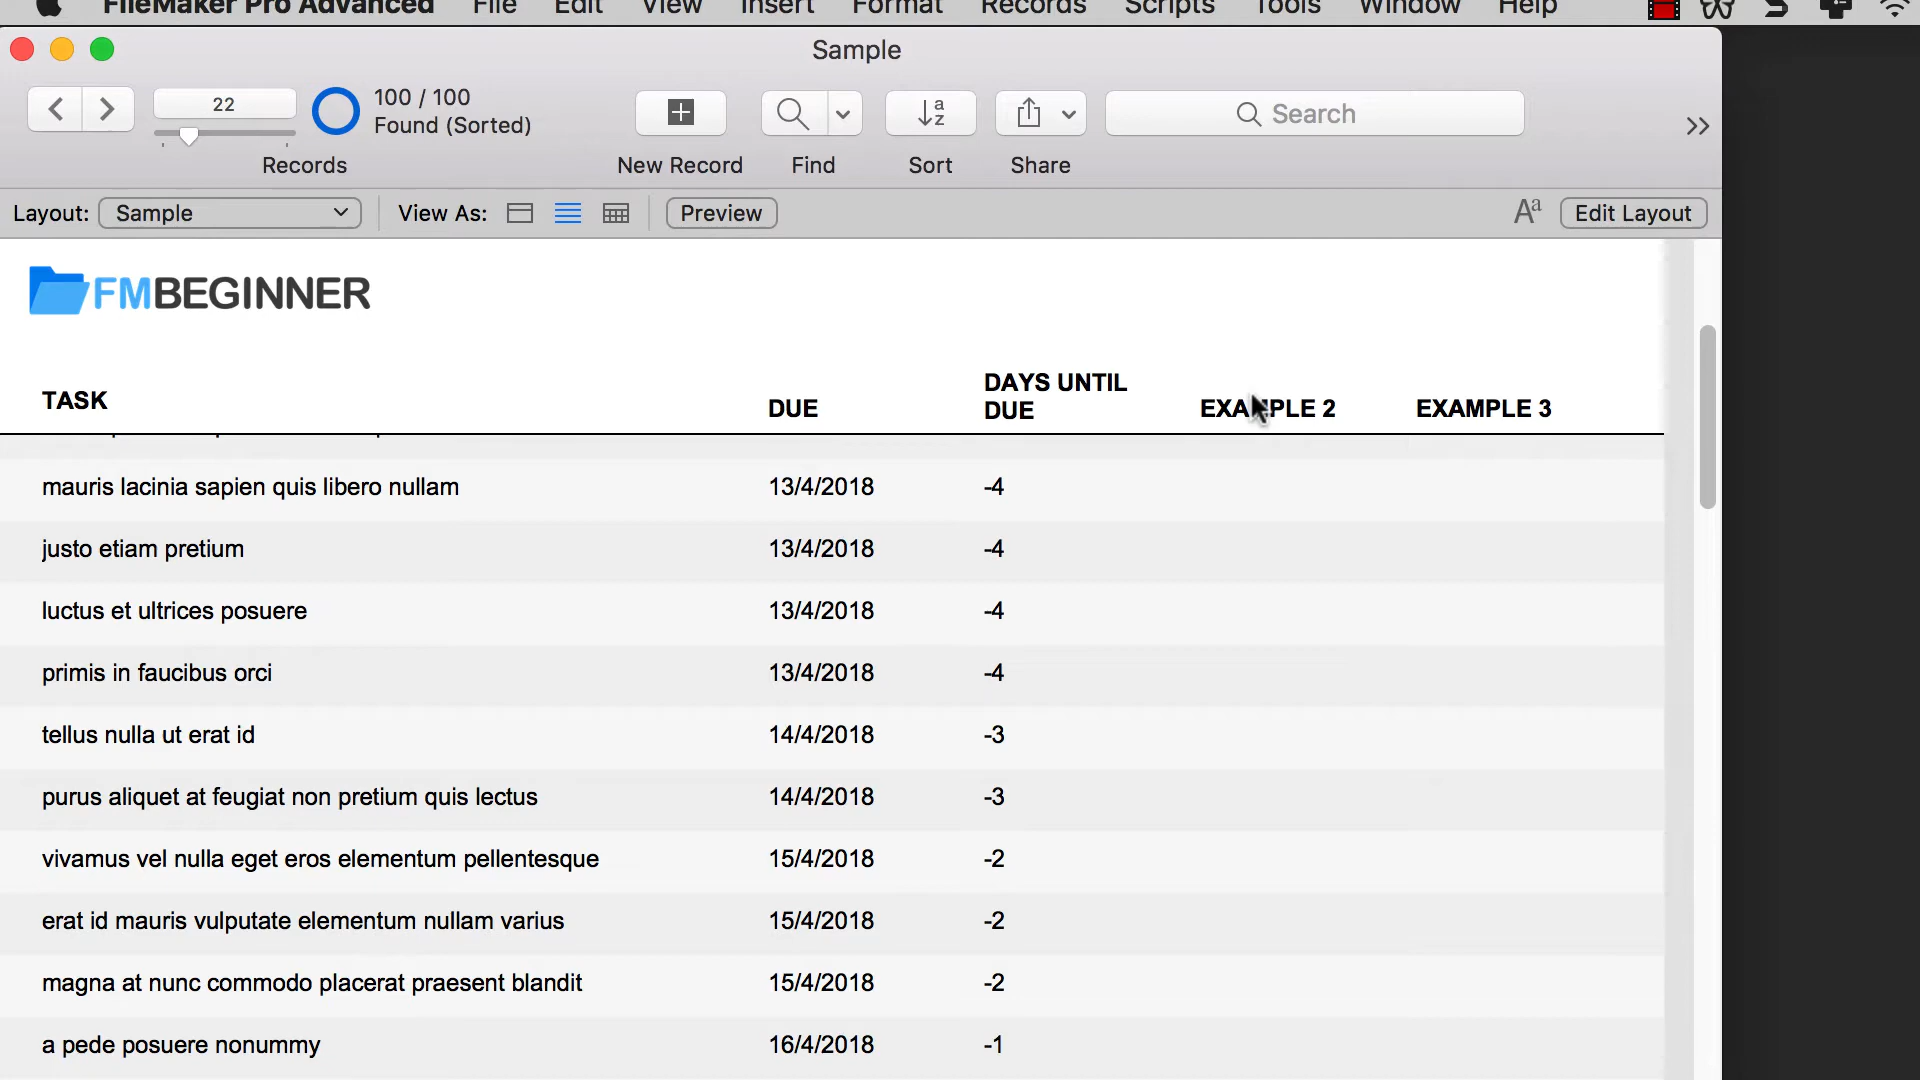 FileMaker Pro Advanced File Edit View Insert Format Records Scripts Tools Window Help
Sample
22
100 / 100
Found (Sorted)
Search
Records New Record Find Sort Share
Layout: Sample View As: Preview Aa Edit Layout
FMBEGINNER
TASK DUE DAYS UNTIL DUE EXAMPLE 2 EXAMPLE 3
mauris lacinia sapien quis libero nullam 13/4/2018 -4
justo etiam pretium 13/4/2018 -4
luctus et ultrices posuere 13/4/2018 -4
primis in faucibus orci 13/4/2018 -4
tellus nulla ut erat id 14/4/2018 -3
purus aliquet at feugiat non pretium quis lectus 14/4/2018 -3
vivamus vel nulla eget eros elementum pellentesque 15/4/2018 -2
erat id mauris vulputate elementum nullam varius 15/4/2018 -2
magna at nunc commodo placerat praesent blandit 15/4/2018 -2
a pede posuere nonummy 16/4/2018 -1